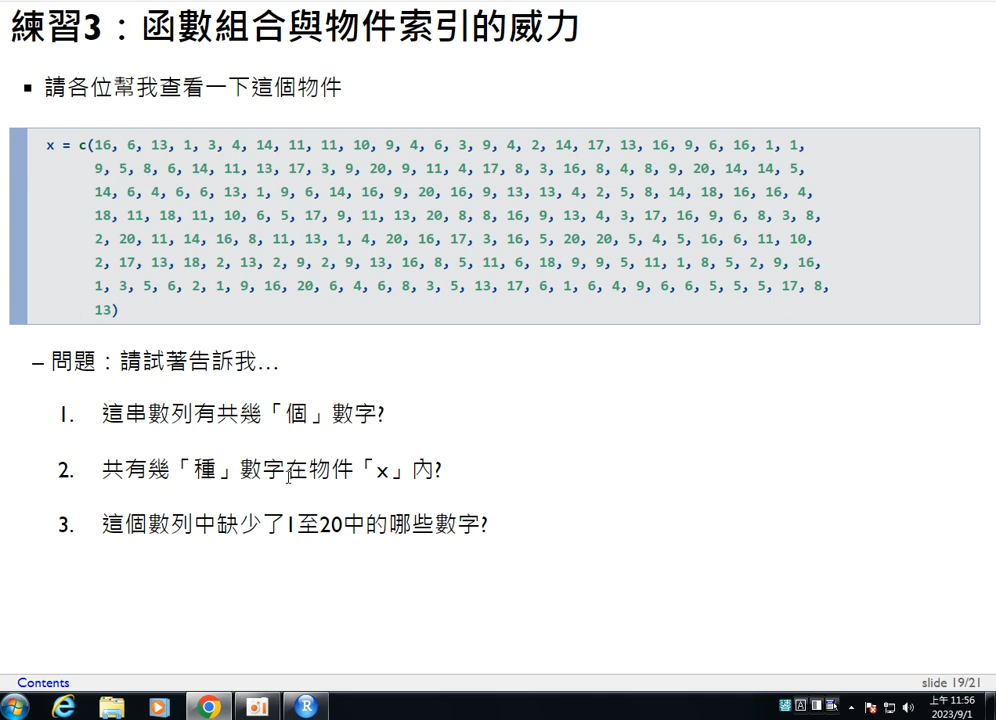 練習3：函數組合與物件索引的威力
▪ 請各位幫我查看一下這個物件
x = c(16, 6, 13, 1, 3, 4, 14, 11, 11, 10, 9, 4, 6, 3, 9, 4, 2, 14, 17, 13, 16, 9, 6, 16, 1, 1,
9, 5, 8, 6, 14, 11, 13, 17, 3, 9, 20, 9, 11, 4, 17, 8, 3, 16, 8, 4, 8, 9, 20, 14, 14, 5,
14, 6, 4, 6, 6, 13, 1, 9, 6, 14, 16, 9, 20, 16, 9, 13, 13, 4, 2, 5, 8, 14, 18, 16, 16, 4,
18, 11, 18, 11, 10, 6, 5, 17, 9, 11, 13, 20, 8, 8, 16, 9, 13, 4, 3, 17, 16, 9, 6, 8, 3, 8,
2, 20, 11, 14, 16, 8, 11, 13, 1, 4, 20, 16, 17, 3, 16, 5, 20, 20, 5, 4, 5, 16, 6, 11, 10,
2, 17, 13, 18, 2, 13, 2, 9, 2, 9, 13, 16, 8, 5, 11, 6, 18, 9, 9, 5, 11, 1, 8, 5, 2, 9, 16,
1, 3, 5, 6, 2, 1, 9, 16, 20, 6, 4, 6, 8, 3, 5, 13, 17, 6, 1, 6, 4, 9, 6, 6, 5, 5, 5, 17, 8,
13)
– 問題：請試著告訴我…
1. 這串數列有共幾「個」數字?
2. 共有幾「種」數字在物件「x」內?
3. 這個數列中缺少了1至20中的哪些數字?
Contents
slide 19/21
上午 11:56
2023/9/1